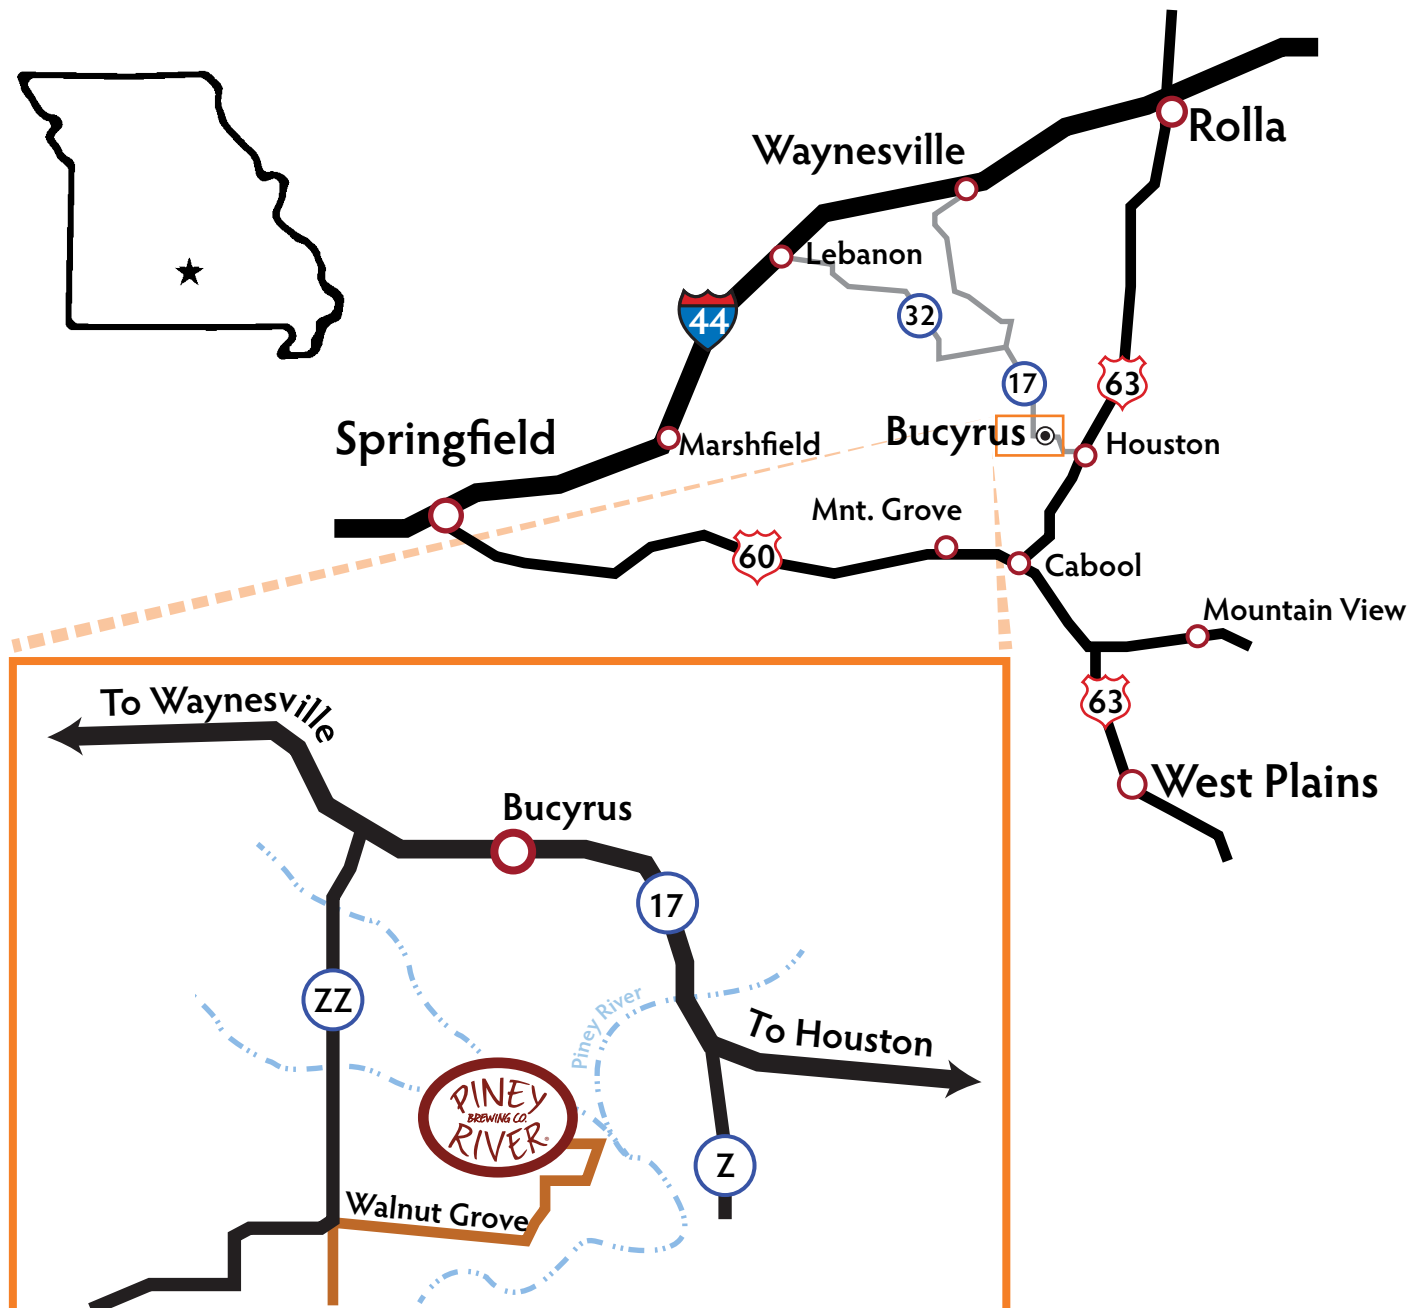 Rolla
Waynesville
Lebanon
32
44
17
63
Springfield
Marshfield
Bucyrus
Houston
Mnt. Grove
60
Cabool
Mountain View
63
West Plains
To Waynesville
Bucyrus
17
ZZ
Piney River
To Houston
PINEY
BREWING CO.
RIVER
Z
Walnut Grove